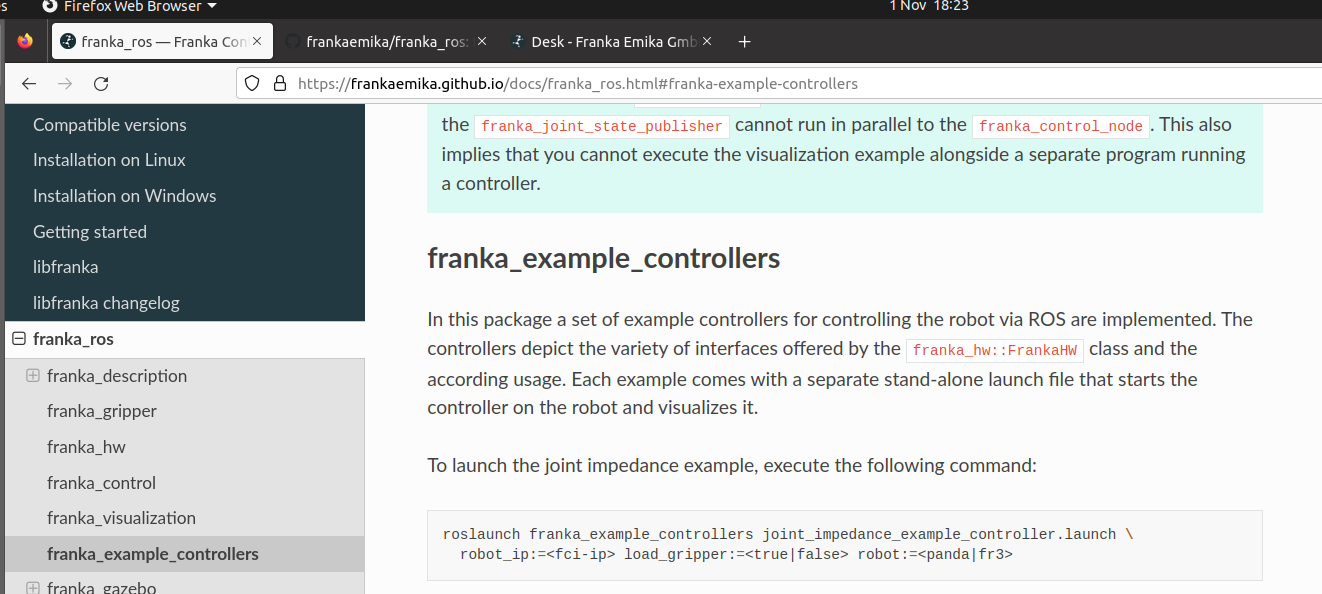 s Firefox Web Browser 1 Nov 18:23
franka_ros — Franka Con frankaemika/franka_ros: Desk - Franka Emika Gmb
https://frankaemika.github.io/docs/franka_ros.html#franka-example-controllers
Compatible versions
Installation on Linux
Installation on Windows
Getting started
libfranka
libfranka changelog
franka_ros
franka_description
franka_gripper
franka_hw
franka_control
franka_visualization
franka_example_controllers
franka_gazebo
the franka_joint_state_publisher cannot run in parallel to the franka_control_node. This also
implies that you cannot execute the visualization example alongside a separate program running
a controller.
franka_example_controllers
In this package a set of example controllers for controlling the robot via ROS are implemented. The
controllers depict the variety of interfaces offered by the franka_hw::FrankaHW class and the
according usage. Each example comes with a separate stand-alone launch file that starts the
controller on the robot and visualizes it.
To launch the joint impedance example, execute the following command:
roslaunch franka_example_controllers joint_impedance_example_controller.launch \
robot_ip:=<fci-ip> load_gripper:=<true|false> robot:=<panda|fr3>